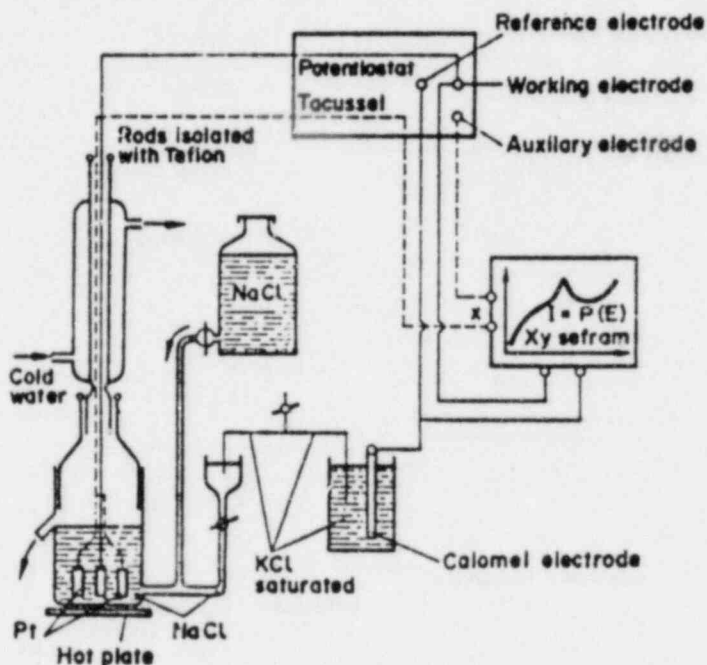 Reference electrode
Potentiostat
Working electrode
Tacussel
Auxilary electrode
Rods isolated
with Teflon
NaCl
I = P (E)
x
Xy sefram
Cold
water
KCl
saturated
Calomel electrode
Pt
NaCl
Hot plate